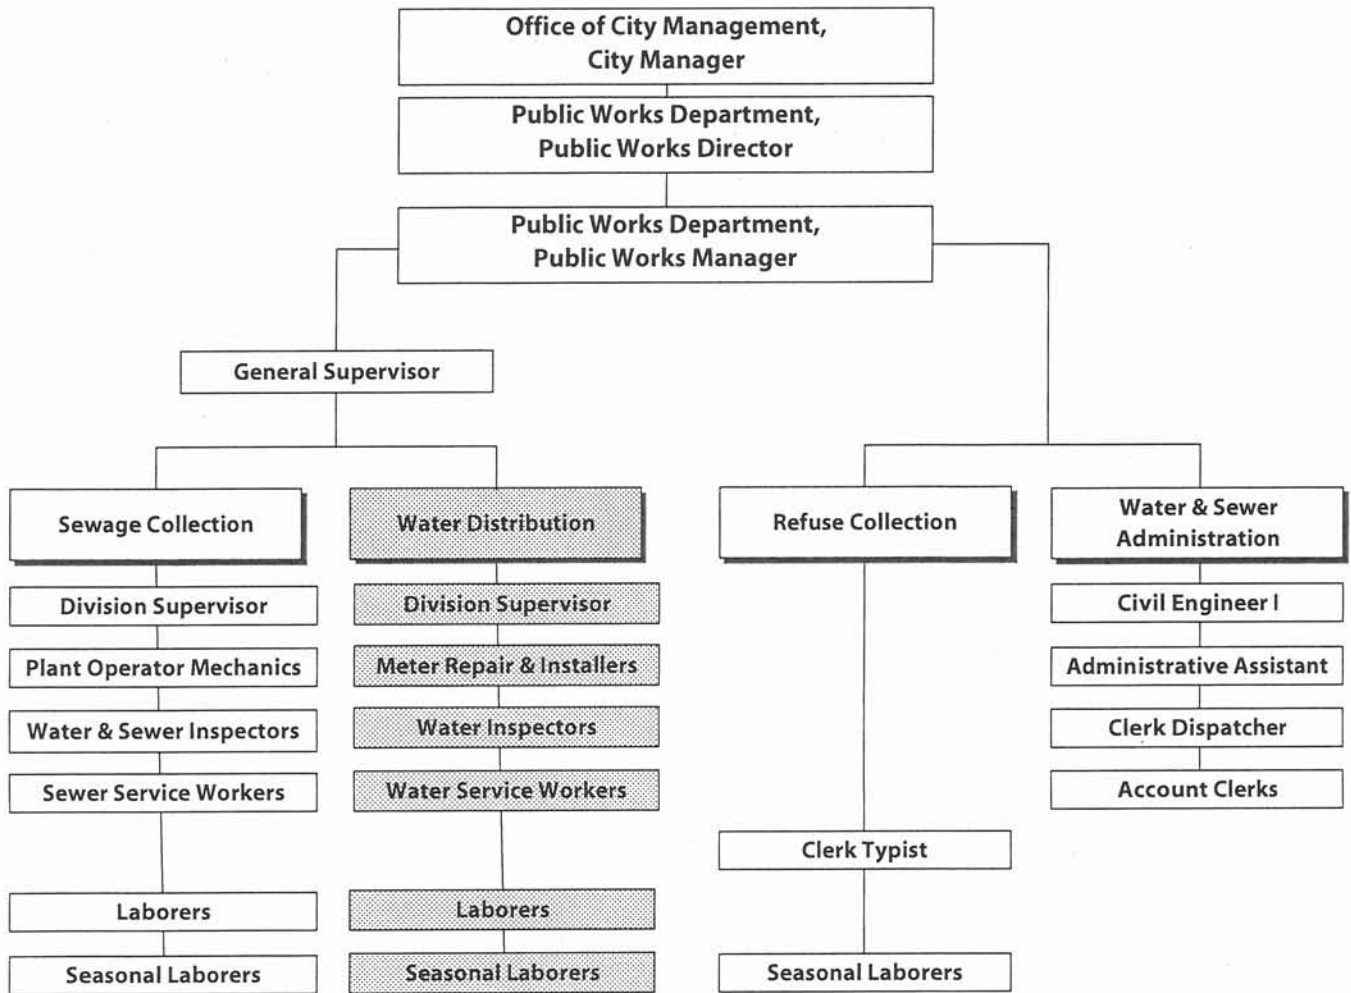 Office of City Management,
City Manager
Public Works Department,
Public Works Director
Public Works Department,
Public Works Manager
General Supervisor
Sewage Collection
Division Supervisor
Plant Operator Mechanics
Water & Sewer Inspectors
Sewer Service Workers
Laborers
Seasonal Laborers
Water Distribution
Division Supervisor
Meter Repair & Installers
Water Inspectors
Water Service Workers
Laborers
Seasonal Laborers
Refuse Collection
Clerk Typist
Seasonal Laborers
Water & Sewer
Administration
Civil Engineer I
Administrative Assistant
Clerk Dispatcher
Account Clerks